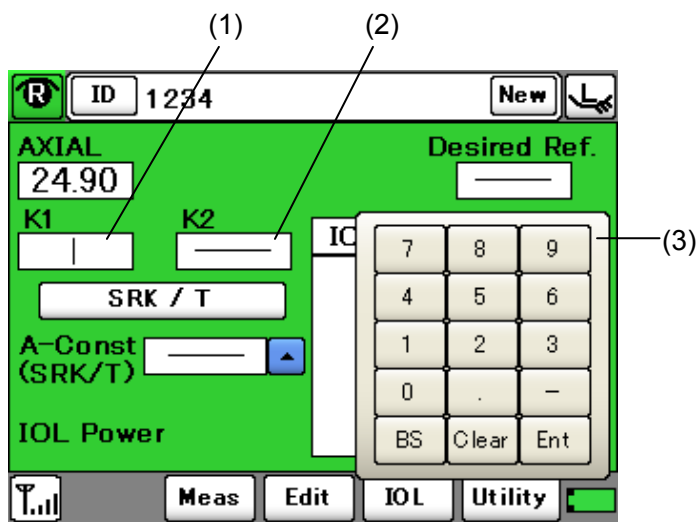 (1) (2)
R ID 1234 New L
AXIAL Desired Ref.
24.90
K1 K2 IO
7 8 9 (3)
SRK / T
4 5 6
A-Const
(SRK/T)
1 2 3
0 . −
IOL Power
BS Clear Ent
Meas Edit IOL Utility